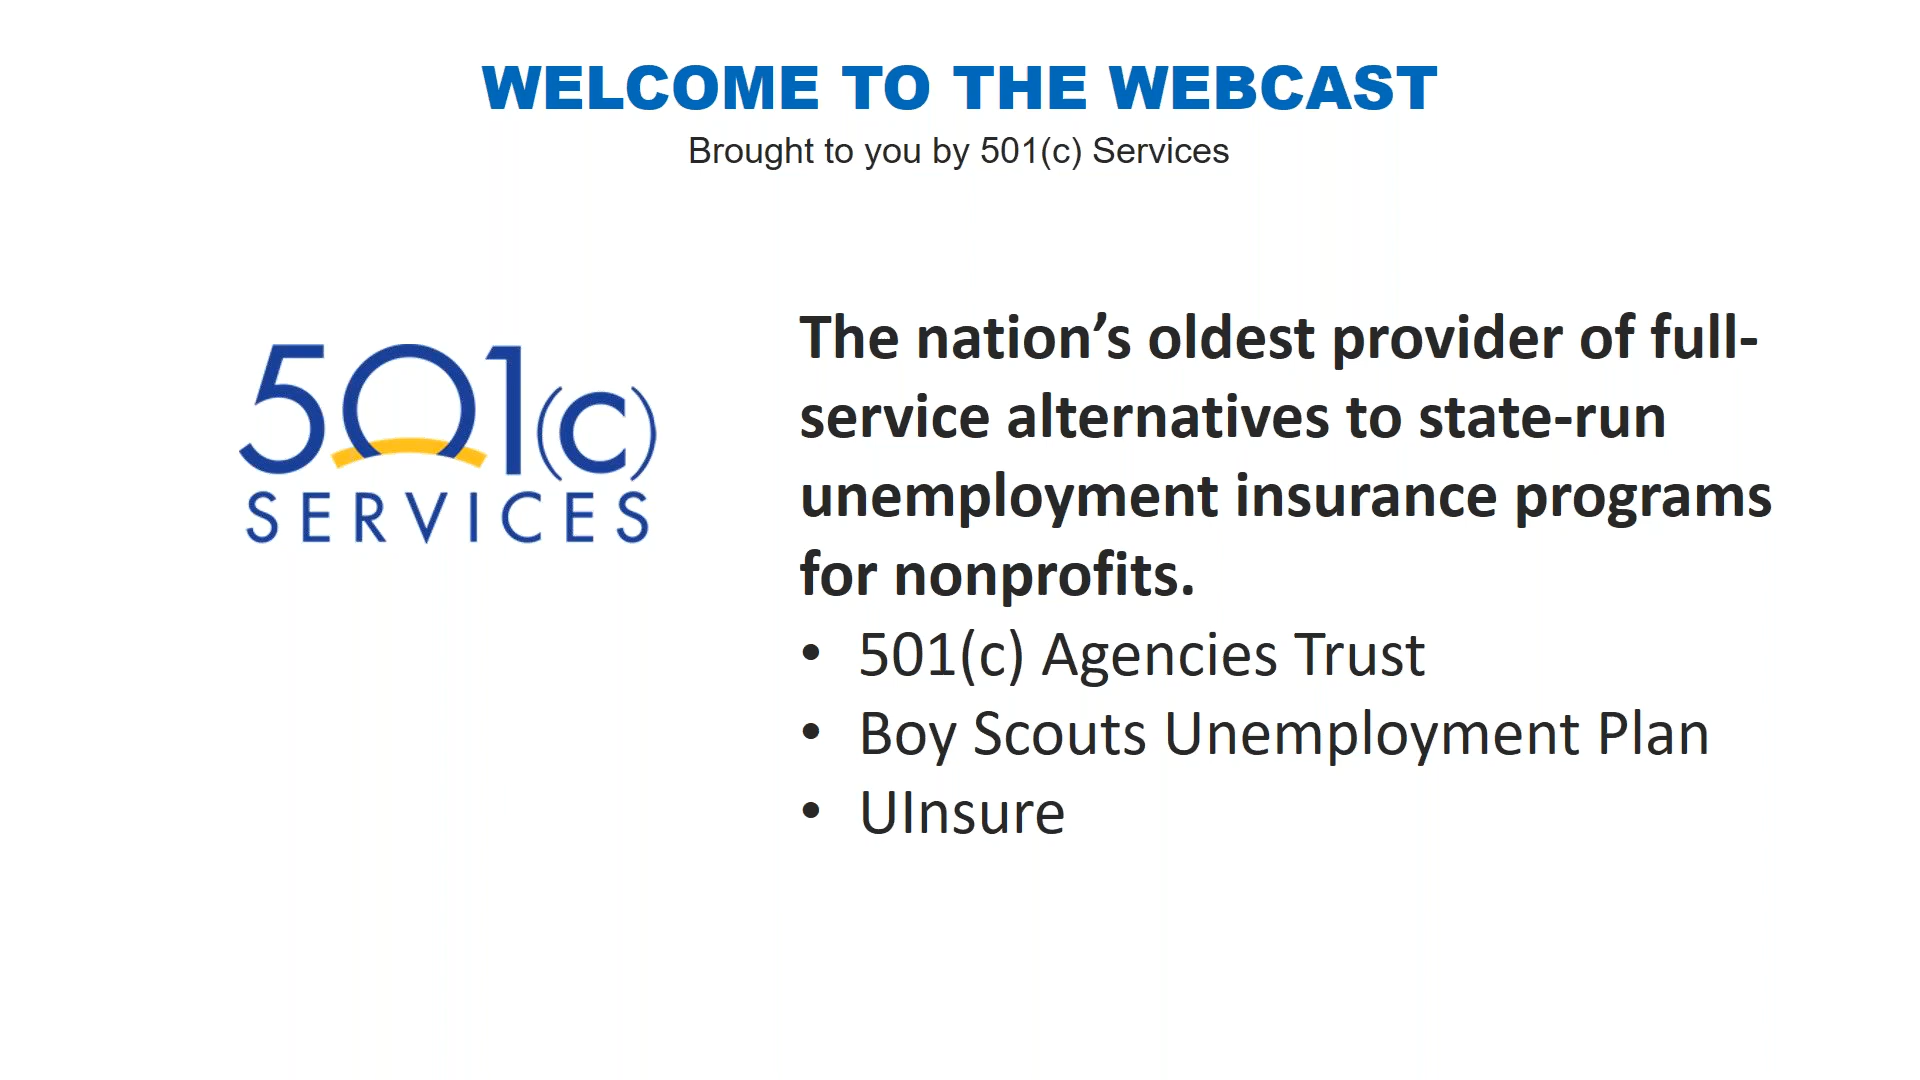 WELCOME TO THE WEBCAST
Brought to you by 501(c) Services
501(c)
SERVICES
The nation’s oldest provider of full-
service alternatives to state-run
unemployment insurance programs
for nonprofits.
• 501(c) Agencies Trust
• Boy Scouts Unemployment Plan
• UInsure